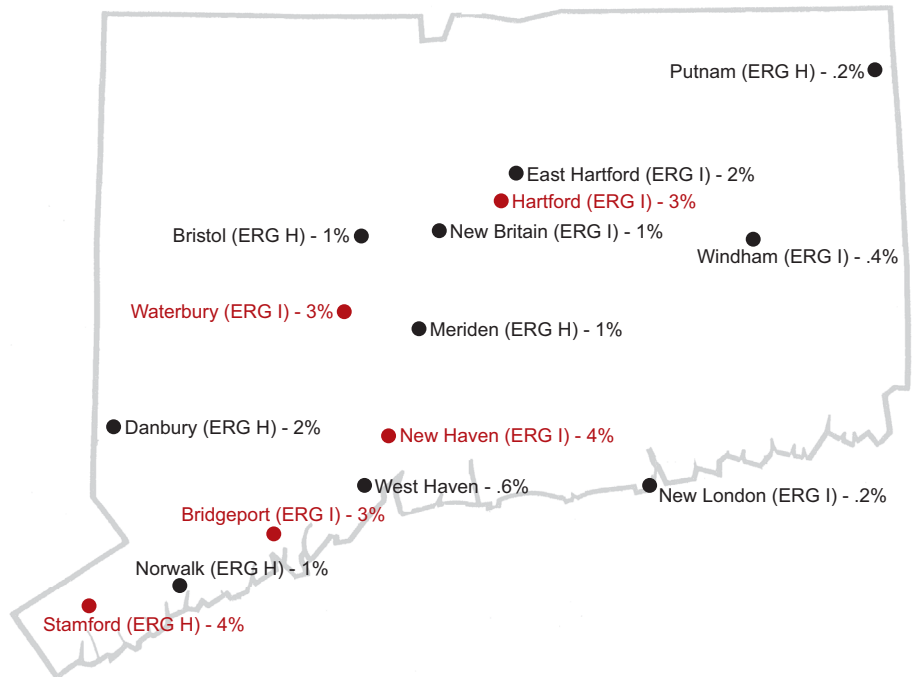 Putnam (ERG H) - .2%
East Hartford (ERG I) - 2%
Hartford (ERG I) - 3%
New Britain (ERG I) - 1%
Bristol (ERG H) - 1%
Windham (ERG I) - .4%
Waterbury (ERG I) - 3%
Meriden (ERG H) - 1%
Danbury (ERG H) - 2%
New Haven (ERG I) - 4%
West Haven - .6%
New London (ERG I) - .2%
Bridgeport (ERG I) - 3%
Norwalk (ERG H) - 1%
Stamford (ERG H) - 4%